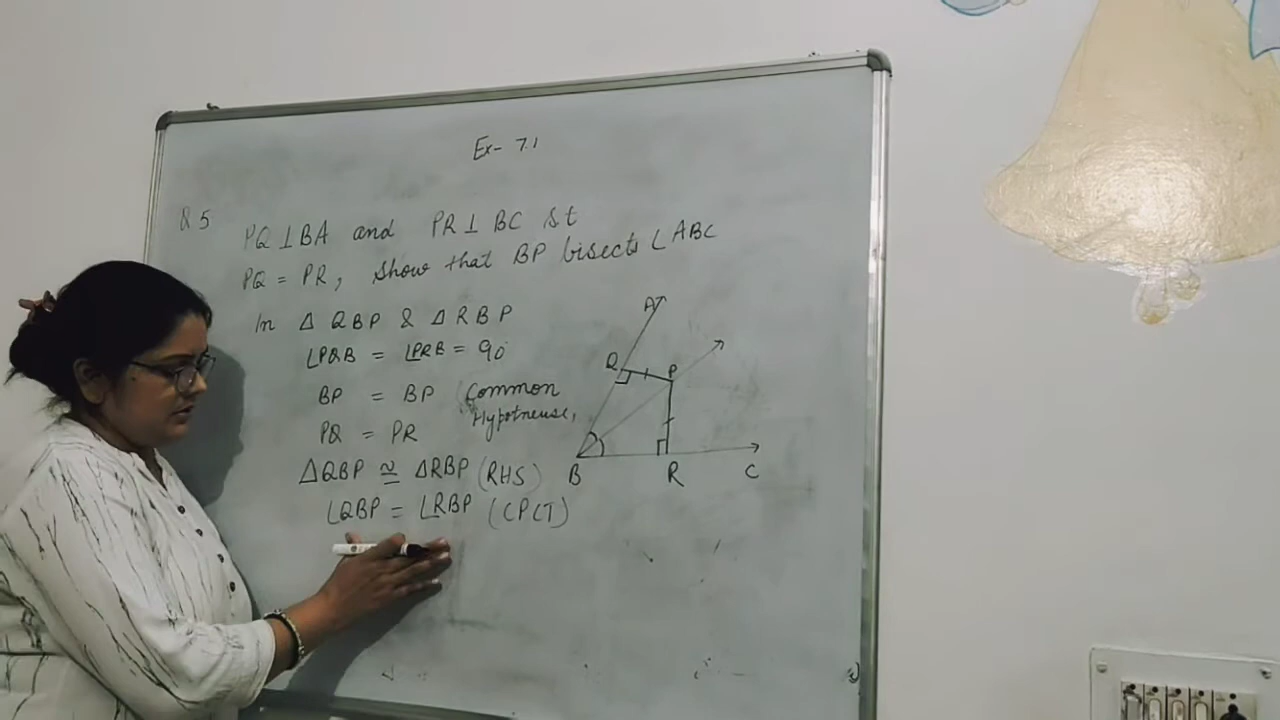 Ex- 7.1
Q 5 PQ ⊥ BA and PR ⊥ BC st
PQ = PR, Show that BP bisects ∠ABC
In Δ QBP & Δ RBP
∠PQB = ∠PRB = 90°
BP = BP (Common
Hypotneuse,
PQ = PR
ΔQBP ≅ ΔRBP (RHS)
∠QBP = ∠RBP (CPCT)
A
Q
P
B
R
C